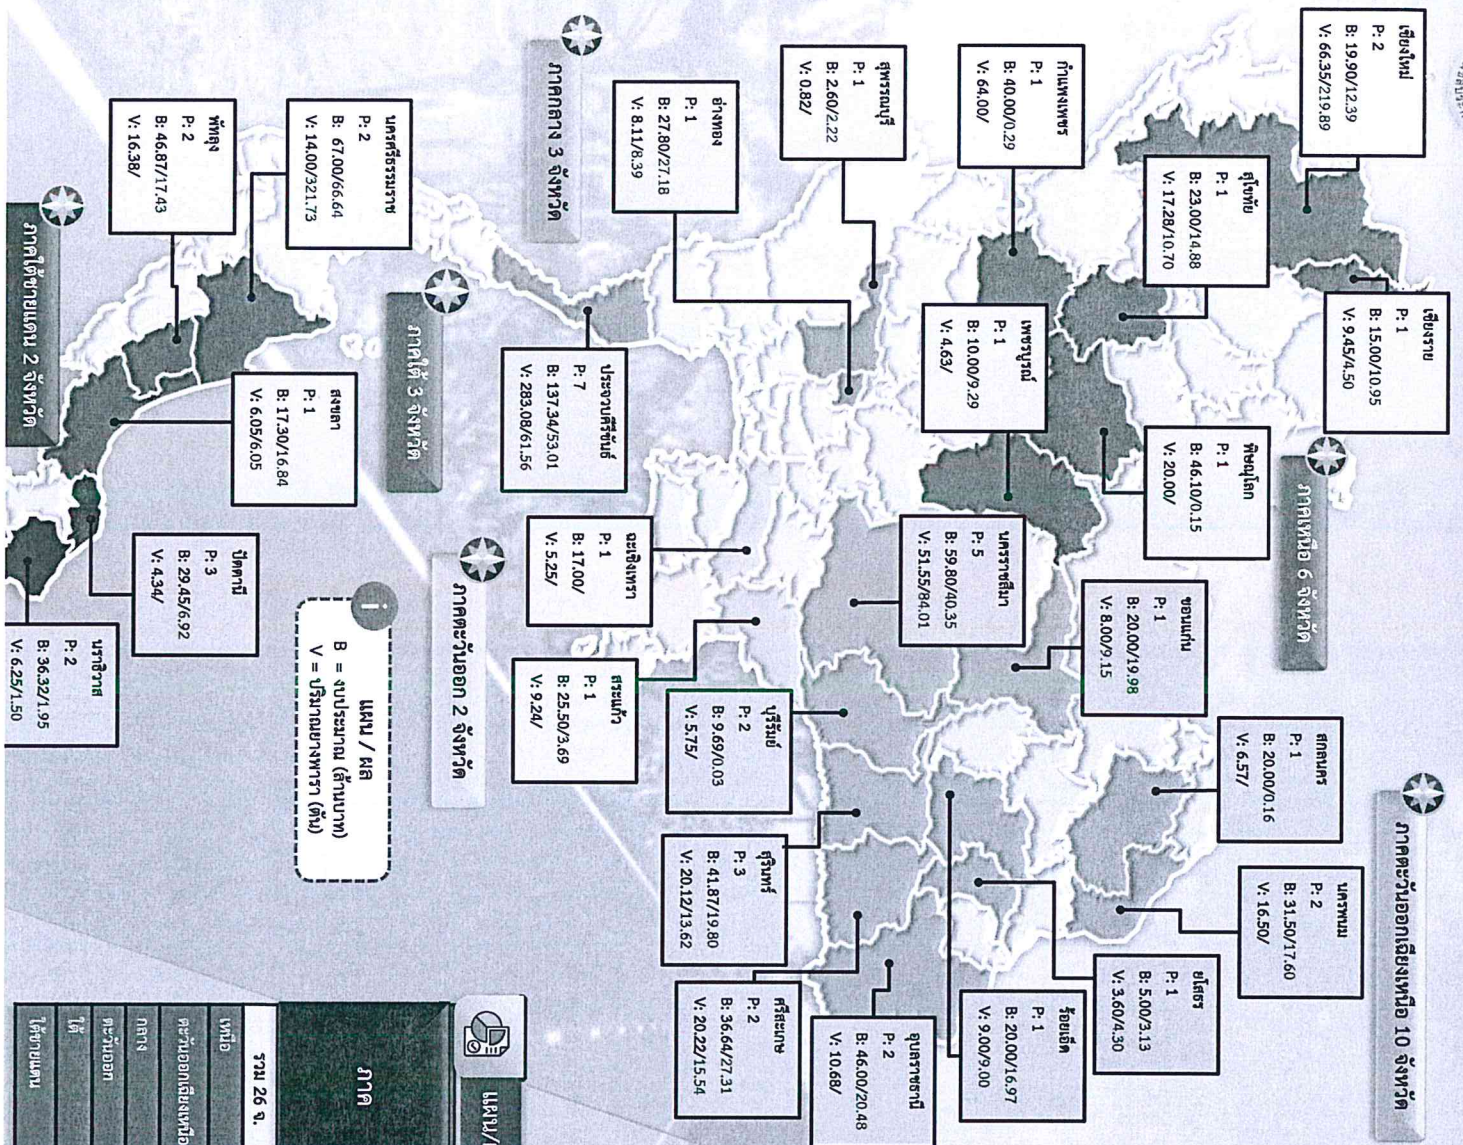 เชียงใหม่
P: 2
B: 19.90/12.39
V: 66.35/219.89
เชียงราย
P: 1
B: 15.00/10.95
V: 9.45/4.50
ภาคเหนือ 6 จังหวัด
ภาคตะวันออกเฉียงเหนือ 10 จังหวัด
สุโขทัย
P: 1
B: 23.00/14.88
V: 17.28/10.70
พิษณุโลก
P: 1
B: 46.10/0.15
V: 20.00/
กำแพงเพชร
P: 1
B: 40.00/0.29
V: 64.00/
เพชรบูรณ์
P: 1
B: 10.00/9.29
V: 4.63/
ขอนแก่น
P: 1
B: 20.00/19.98
V: 8.00/9.15
สกลนคร
P: 1
B: 20.00/0.16
V: 6.57/
นครพนม
P: 2
B: 31.50/17.60
V: 16.50/
ยโสธร
P: 1
B: 5.00/3.13
V: 3.60/4.30
ร้อยเอ็ด
P: 1
B: 20.00/16.97
V: 9.00/9.00
อุบลราชธานี
P: 2
B: 46.00/20.48
V: 10.68/
ศรีสะเกษ
P: 2
B: 36.64/27.31
V: 20.22/15.54
สุรินทร์
P: 3
B: 41.87/19.80
V: 20.12/13.62
บุรีรัมย์
P: 2
B: 9.69/0.03
V: 5.75/
นครราชสีมา
P: 5
B: 59.80/40.35
V: 51.55/84.01
สุพรรณบุรี
P: 1
B: 2.60/2.22
V: 0.82/
อ่างทอง
P: 1
B: 27.80/27.18
V: 8.11/8.39
ภาคกลาง 3 จังหวัด
ประจวบคีรีขันธ์
P: 7
B: 137.34/53.01
V: 283.08/61.56
ฉะเชิงเทรา
P: 1
B: 17.00/
V: 5.25/
สระแก้ว
P: 1
B: 25.50/3.69
V: 9.24/
ภาคตะวันออก 2 จังหวัด
ภาคใต้ 3 จังหวัด
นครศรีธรรมราช
P: 2
B: 67.00/66.64
V: 14.00/321.73
พัทลุง
P: 2
B: 46.87/17.43
V: 16.38/
สงขลา
P: 1
B: 17.30/16.84
V: 6.05/6.05
ภาคใต้ชายแดน 2 จังหวัด
ปัตตานี
P: 3
B: 29.45/6.92
V: 4.34/
นราธิวาส
P: 2
B: 36.32/1.95
V: 6.25/1.50
แผน / ผล
B = งบประมาณ (ล้านบาท)
V = ปริมาณยางพารา (ตัน)
แผน/
ภาค
รวม 26 จ.
เหนือ
ตะวันออกเฉียงเหนือ
กลาง
ตะวันออก
ใต้
ใต้ชายแดน